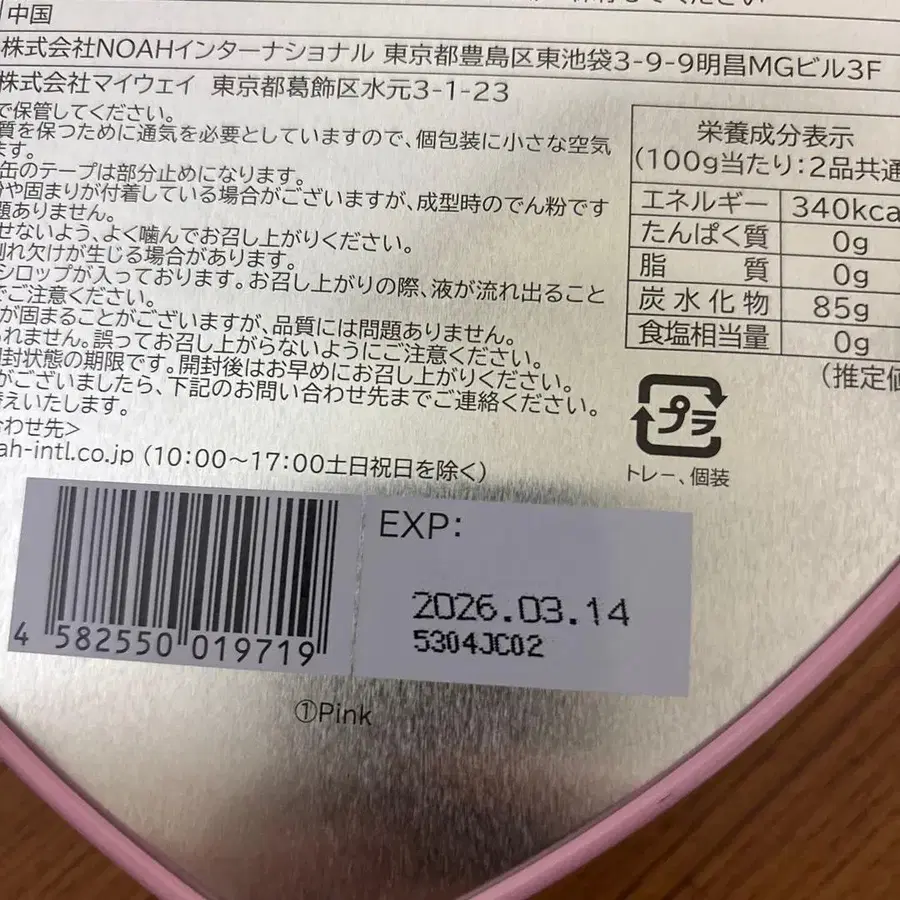 中国
株式会社NOAHインターナショナル 東京都豊島区東池袋3-9-9明昌MGビル3F
株式会社マイウェイ 東京都葛飾区水元3-1-23
で保管してください。
質を保つために通気を必要としていますので、個包装に小さな空気
ます。
缶のテープは部分止めになります。
や固まりが付着している場合がございますが、成型時のでん粉です
題ありません。
せないよう、よく噛んでお召し上がりください。
割れ欠けが生じる場合があります。
シロップが入っております。お召し上がりの際、液が流れ出ること
でご注意ください。
が固まることがございますが、品質には問題ありません。
られません。誤ってお召し上がらないようにご注意ください。
封状態の期限です。開封後はお早めにお召し上がりください。
がございましたら、下記のお問い合わせ先までご連絡ください。
替えいたします。
わせ先>
ah-intl.co.jp (10:00〜17:00土日祝日を除く)
栄養成分表示
(100g当たり:2品共通
エネルギー 340kca
たんぱく質 0g
脂質 0g
炭水化物 85g
食塩相当量 0g
(推定値
プラ
トレー、個装
4 582550 019719
EXP:
2026.03.14
5304JC02
①Pink